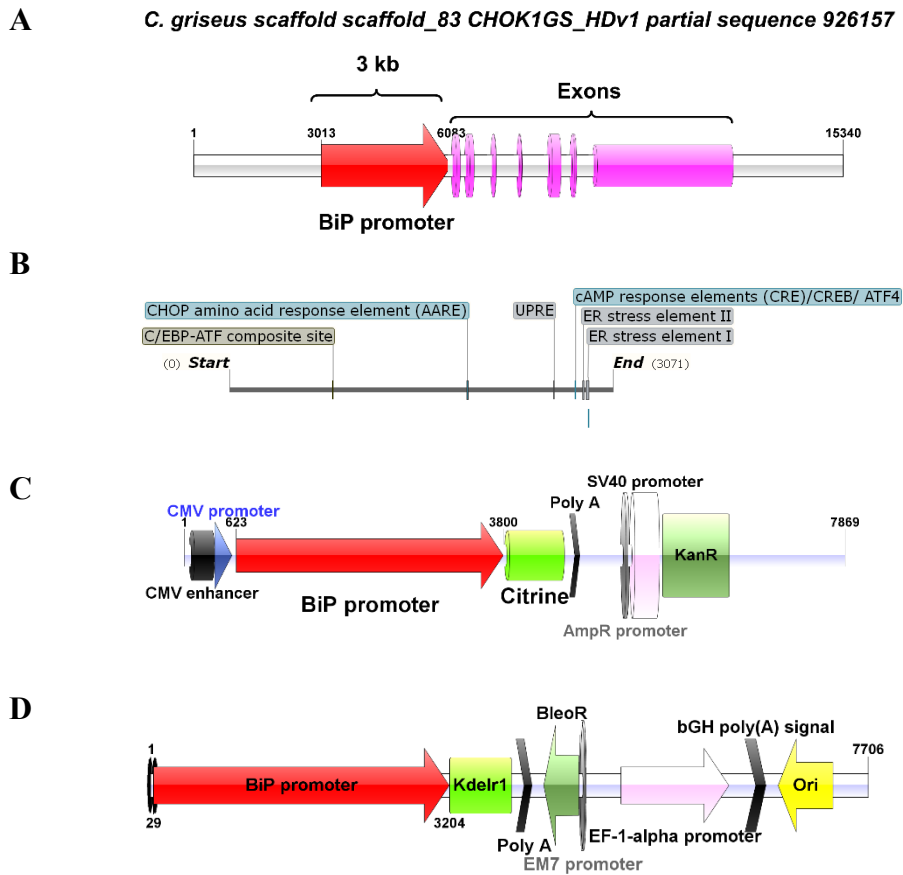 A
C. griseus scaffold scaffold_83 CHOK1GS_HDv1 partial sequence 926157
3 kb
Exons
1
3013
6083
15340
BiP promoter
B
CHOP amino acid response element (AARE)
UPRE
cAMP response elements (CRE)/CREB/ ATF4
C/EBP-ATF composite site
ER stress element II
ER stress element I
(0) Start
End (3071)
C
SV40 promoter
CMV promoter
Poly A
1
623
3800
7869
KanR
CMV enhancer
BiP promoter
Citrine
AmpR promoter
D
BleoR
bGH poly(A) signal
1
7706
BiP promoter
Kdelr1
Ori
29
3204
Poly A
EF-1-alpha promoter
EM7 promoter